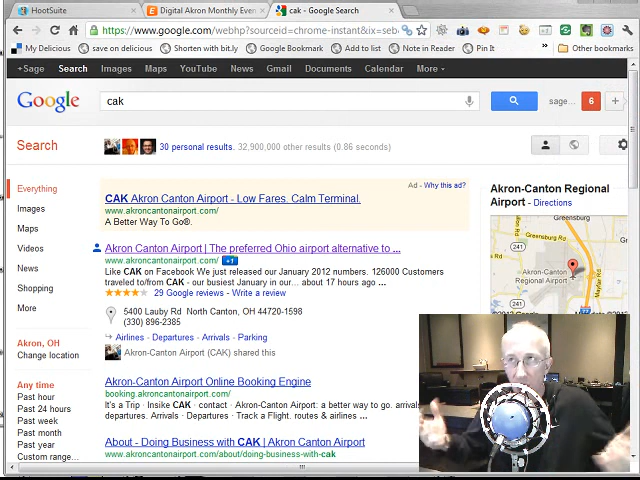 HootSuite
Digital Akron Monthly Even
cak - Google Search
https://www.google.com/webhp?sourceid=chrome-instant&ix=seb
My Delicious
save on delicious
Shorten with bit.ly
Google Bookmark
Add to list
Note in Reader
Pin It
Other bookmarks
+Sage Search Images Maps YouTube News Gmail Documents Calendar More
Google
cak
sage...
6
Search
30 personal results. 32,900,000 other results (0.86 seconds)
Everything
Images
Maps
Videos
News
Shopping
More
Akron, OH
Change location
Any time
Past hour
Past 24 hours
Past week
Past month
Past year
Custom range...
Ad - Why this ad?
CAK Akron Canton Airport - Low Fares. Calm Terminal.
www.akroncantonairport.com/
A Better Way To Go®.
Akron Canton Airport | The preferred Ohio airport alternative to ...
www.akroncantonairport.com/
+1
Like CAK on Facebook We just released our January 2012 numbers. 126000 Customers
traveled to/from CAK - our busiest January in our... about 17 hours ago ...
29 Google reviews - Write a review
5400 Lauby Rd North Canton, OH 44720-1598
(330) 896-2385
Airlines - Departures - Arrivals - Parking
Akron-Canton Airport (CAK) shared this
Akron-Canton Airport Online Booking Engine
booking.akroncantonairport.com/
It's a Trip · Insike CAK · contact · Akron-Canton Airport: a better way to go. arrivals
departures. Arrivals · Departures · Track a Flight. routes & airlines ...
About - Doing Business with CAK | Akron Canton Airport
www.akroncantonairport.com/about/doing-business-with-cak
Akron-Canton Regional
Airport - Directions
Greensburg
Greensburg Rd
241
Akron-Canton
Regional Airport
Mayfair Rd
77
241